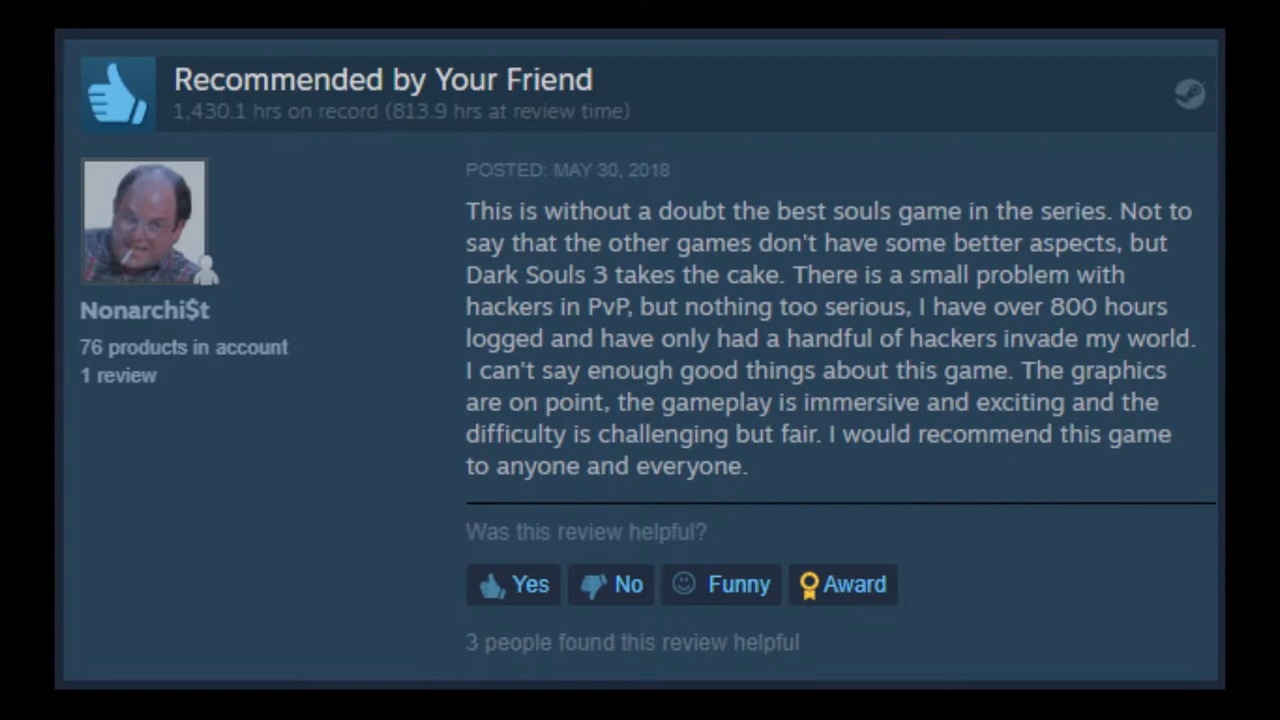 Recommended by Your Friend
1,430.1 hrs on record (813.9 hrs at review time)
Nonarchi$t
76 products in account
1 review
POSTED: MAY 30, 2018
This is without a doubt the best souls game in the series. Not to
say that the other games don't have some better aspects, but
Dark Souls 3 takes the cake. There is a small problem with
hackers in PvP, but nothing too serious, I have over 800 hours
logged and have only had a handful of hackers invade my world.
I can't say enough good things about this game. The graphics
are on point, the gameplay is immersive and exciting and the
difficulty is challenging but fair. I would recommend this game
to anyone and everyone.
Was this review helpful?
Yes No Funny Award
3 people found this review helpful